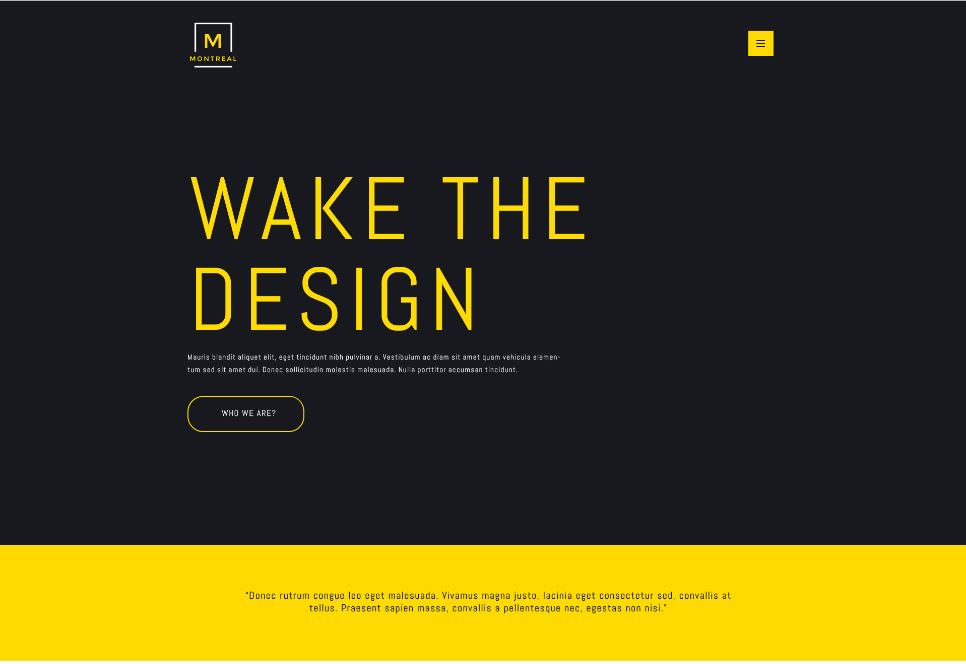 M
MONTREAL
WAKE THE
DESIGN
Mauris blandit aliquet elit, eget tincidunt nibh pulvinar a. Vestibulum ac diam sit amet quam vehicula elemen-
tum sed sit amet dui. Donec sollicitudin molestie malesuada. Nulla porttitor accumsan tincidunt.
WHO WE ARE?
"Donec rutrum congue leo eget malesuada. Vivamus magna justo, lacinia eget consectetur sed, convallis at
tellus. Praesent sapien massa, convallis a pellentesque nec, egestas non nisi."